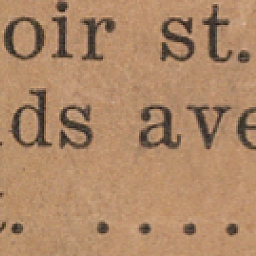 oir st.
ds ave
t. . . . .